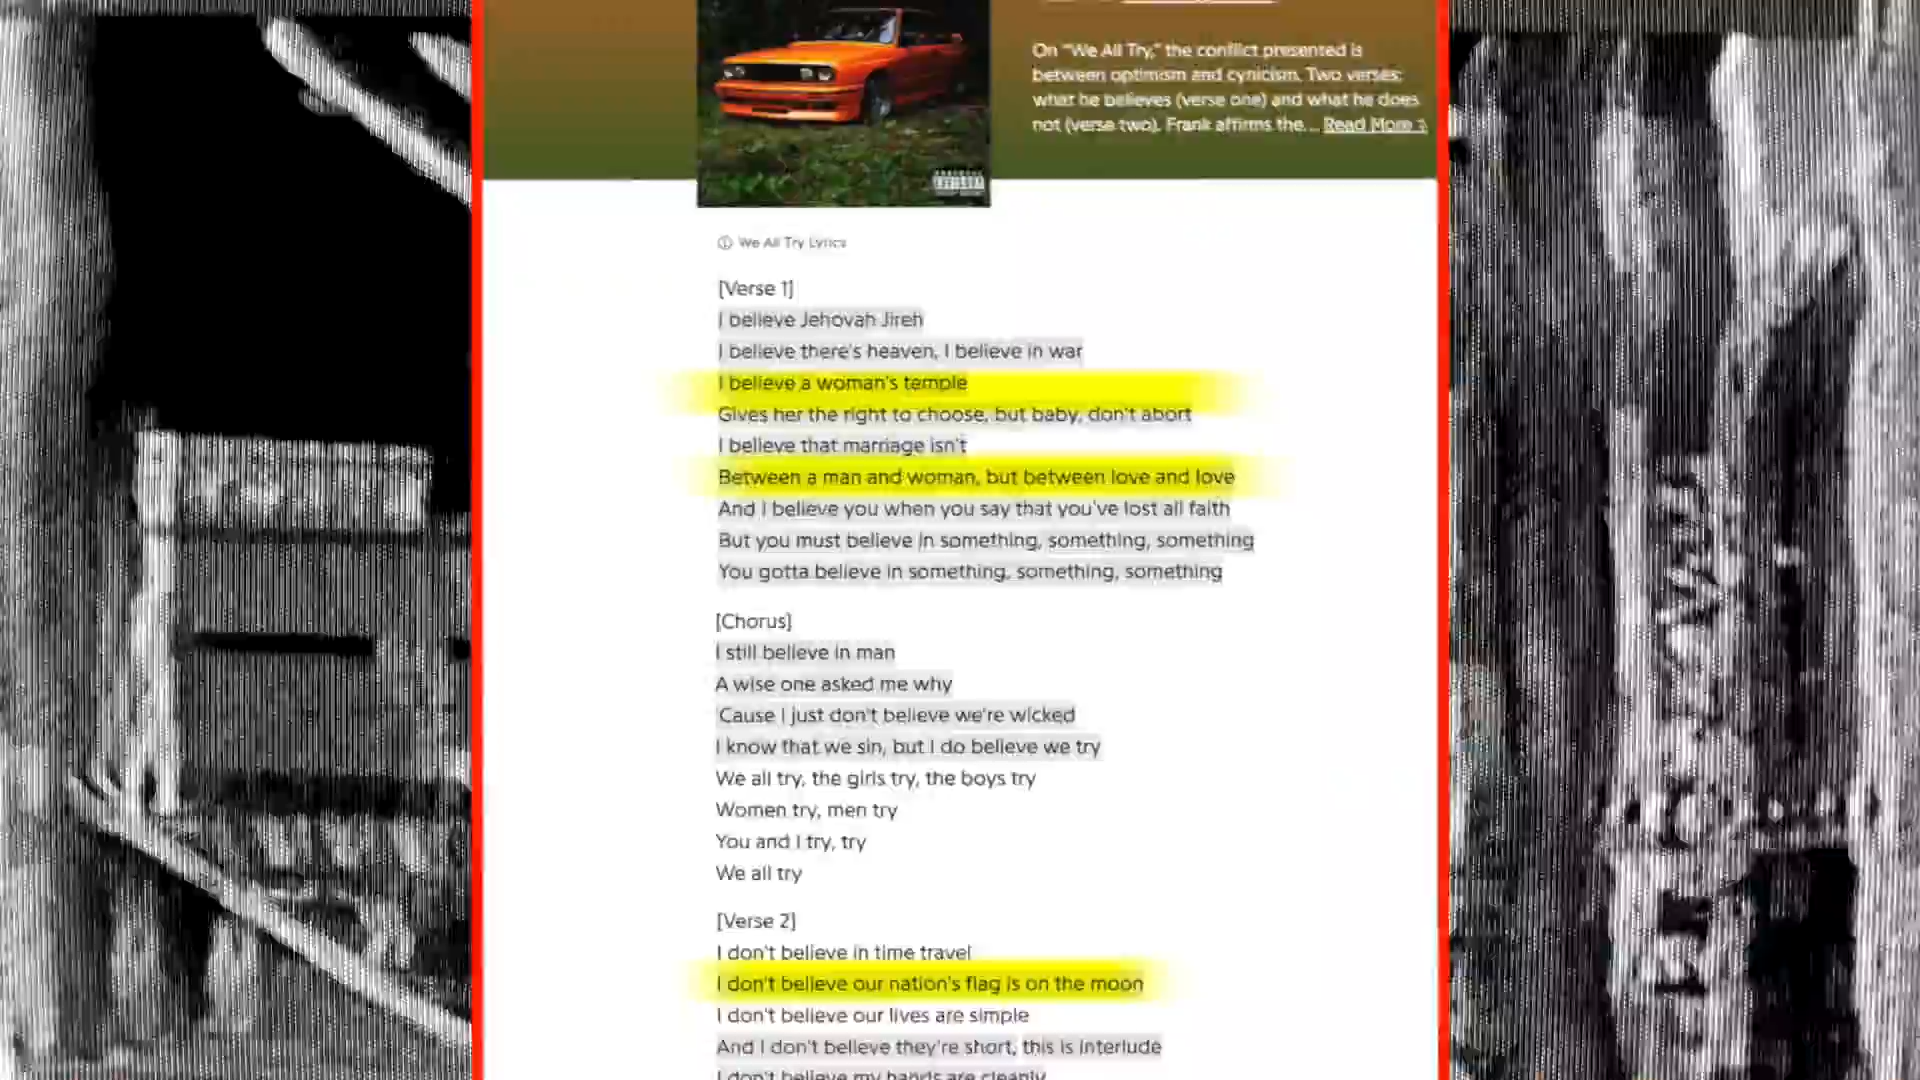 On "We All Try," the conflict presented is
between optimism and cynicism. Two verses:
what he believes (verse one) and what he does
not (verse two). Frank affirms the... Read More
We All Try Lyrics
[Verse 1]
I believe Jehovah Jireh
I believe there's heaven, I believe in war
I believe a woman's temple
Gives her the right to choose, but baby, don't abort
I believe that marriage isn't
Between a man and woman, but between love and love
And I believe you when you say that you've lost all faith
But you must believe in something, something, something
You gotta believe in something, something, something
[Chorus]
I still believe in man
A wise one asked me why
'Cause I just don't believe we're wicked
I know that we sin, but I do believe we try
We all try, the girls try, the boys try
Women try, men try
You and I try, try
We all try
[Verse 2]
I don't believe in time travel
I don't believe our nation's flag is on the moon
I don't believe our lives are simple
And I don't believe they're short, this is interlude
I don't believe my hands are cleanly